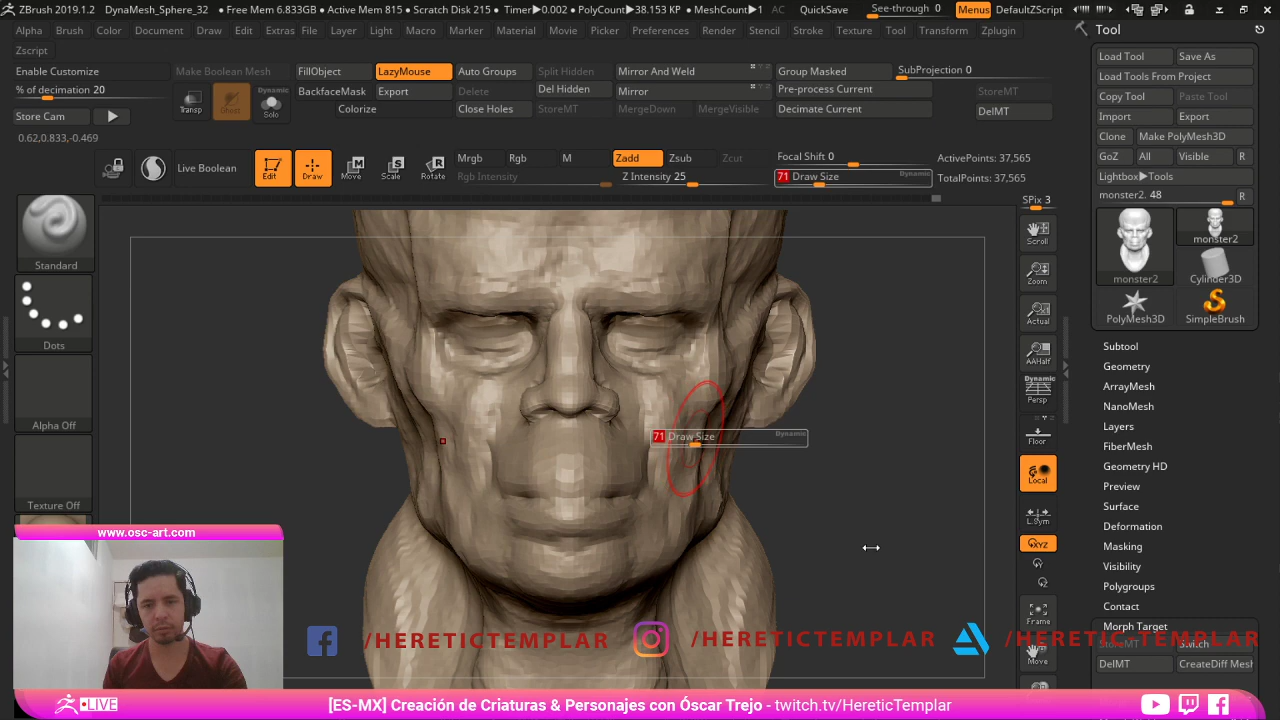 ZBrush 2019.1.2 DynaMesh_Sphere_32 • Free Mem 6.833GB • Active Mem 815 • Scratch Disk 215 • Timer▶0.002 • PolyCount▶38.153 KP • MeshCount▶1 AC QuickSave See-through 0 Menus DefaultZScript
Alpha Brush Color Document Draw Edit Extras File Layer Light Macro Marker Material Movie Picker Preferences Render Stencil Stroke Texture Tool Transform Zplugin
Zscript
Enable Customize Make Boolean Mesh FillObject LazyMouse Auto Groups Split Hidden Mirror And Weld Group Masked SubProjection 0
% of decimation 20 Transp Ghost Dynamic Solo BackfaceMask Export Delete Del Hidden Mirror Pre-process Current StoreMT
Store Cam Colorize Close Holes StoreMT MergeDown MergeVisible Decimate Current DelMT
0.62,0.833,-0.469
Live Boolean Edit Draw Move Scale Rotate Mrgb Rgb M Zadd Zsub Zcut Focal Shift 0 ActivePoints: 37,565
Rgb Intensity Z Intensity 25 71 Draw Size Dynamic TotalPoints: 37,565
Standard
Dots
Alpha Off
Texture Off
71 Draw Size Dynamic
SPix 3
Scroll
Zoom
Actual
AAHalf
Dynamic
Persp
Floor
Local
L.Sym
XYZ
Frame
Move
Tool
Load Tool Save As
Load Tools From Project
Copy Tool Paste Tool
Import Export
Clone Make PolyMesh3D
GoZ All Visible R
Lightbox▶Tools
monster2. 48 R
monster2 monster2
Cylinder3D
PolyMesh3D SimpleBrush
Subtool
Geometry
ArrayMesh
NanoMesh
Layers
FiberMesh
Geometry HD
Preview
Surface
Deformation
Masking
Visibility
Polygroups
Contact
Morph Target
StoreMT Switch
DelMT CreateDiff Mesh
www.osc-art.com
/HERETICTEMPLAR /HERETICTEMPLAR /HERETICTEMPLAR
LIVE [ES-MX] Creación de Criaturas & Personajes con Óscar Trejo - twitch.tv/HereticTemplar